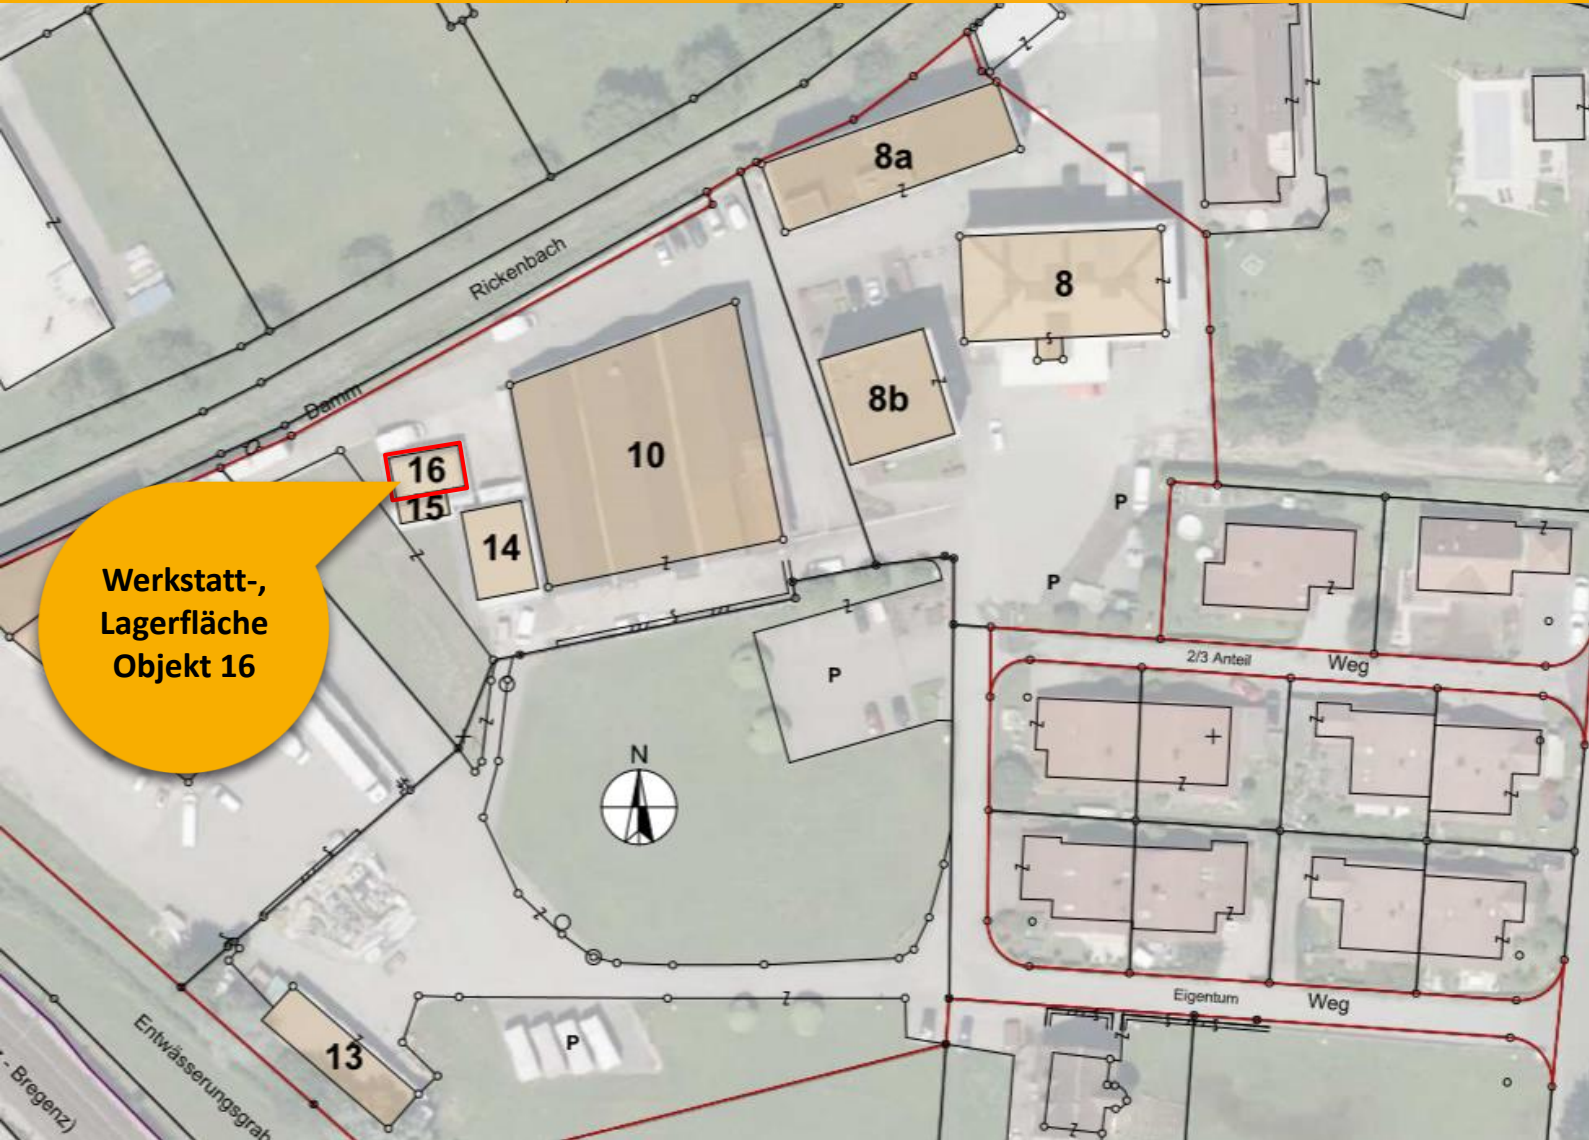 8a
Rickenbach
8
8b
10
Damm
16
15
14
P
P
Werkstatt-,
Lagerfläche
Objekt 16
2/3 Anteil
Weg
P
N
Eigentum
Weg
P
13
Entwässerungsgrab
- Bregenz)